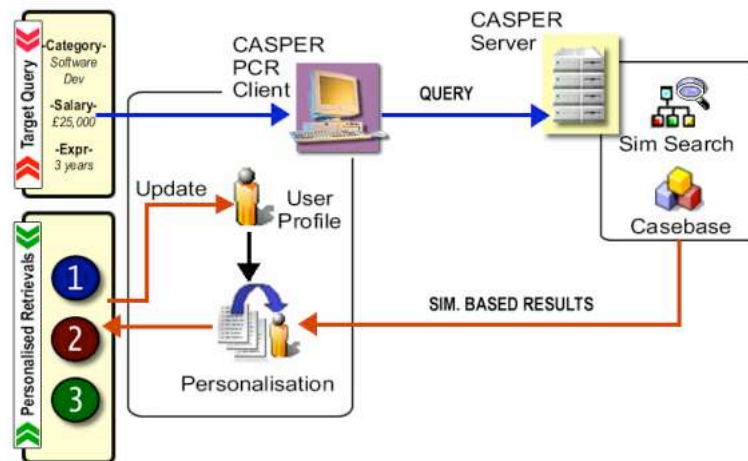 Target Query
-Category-
Software
Dev
-Salary-
£25,000
-Expr-
3 years
CASPER
PCR
Client
QUERY
CASPER
Server
Sim Search
Casebase
Update
User
Profile
SIM. BASED RESULTS
Personalisation
Personalised Retrievals
1
2
3